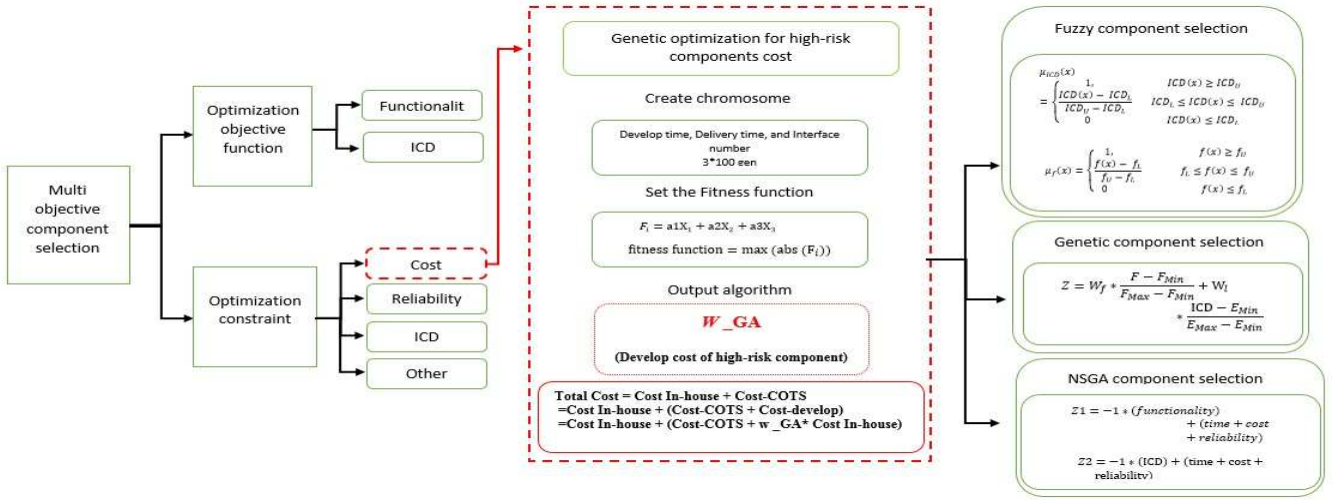 Multi
objective
component
selection
Optimization
objective
function
Functionalit
ICD
Optimization
constraint
Cost
Reliability
ICD
Other
Genetic optimization for high-risk
components cost
Create chromosome
Develop time, Delivery time, and Interface
number
3*100 gen
Set the Fitness function
Fᵢ = a1X₁ + a2X₂ + a3X₃
fitness function = max (abs (Fᵢ))
Output algorithm
W_GA
(Develop cost of high-risk component)
Total Cost = Cost In-house + Cost-COTS
=Cost In-house + (Cost-COTS + Cost-develop)
=Cost In-house + (Cost-COTS + w _GA* Cost In-house)
Fuzzy component selection
μ_ICD(x)
1, ICD(x) ≥ ICD_U
= { (ICD(x) − ICD_L) / (ICD_U − ICD_L) ICD_L ≤ ICD(x) ≤ ICD_U
0 ICD(x) ≤ ICD_L
1, f(x) ≥ f_U
μ_f(x) = { (f(x) − f_L) / (f_U − f_L) f_L ≤ f(x) ≤ f_U
0 f(x) ≤ f_L
Genetic component selection
Z = W_f * (F − F_Min) / (F_Max − F_Min) + W_I
* (ICD − E_Min) / (E_Max − E_Min)
NSGA component selection
Z1 = −1 * (functionality)
+ (time + cost
+ reliability)
Z2 = −1 * (ICD) + (time + cost +
reliability)